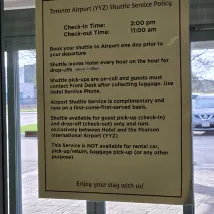 Toronto Airport (YYZ) Shuttle Service Policy
Check-in Time: 2:00 pm
Check-out Time: 11:00 am
Book your shuttle to Airport one day prior to
your departure
Shuttle leaves Hotel every hour on the hour for
drop-offs
Shuttle pick-up are on-call and guests must
contact Front Desk after collecting luggage. Use
Hotel Service Phone.
Airport Shuttle Service is complimentary and
runs on a first-come-first-served basis.
Shuttle available for guest pick-up (check-in)
and drop-off (check-out) only and runs
exclusively between Hotel and the Pearson
International Airport (YYZ)
This Service is NOT available for rental car,
pick-up/return, baggage pick-up (or any other
purpose)
Enjoy your stay with us!